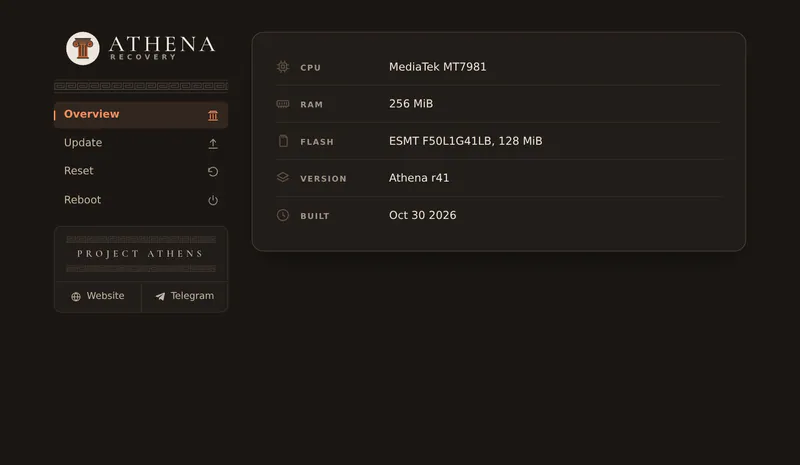 ATHENA
RECOVERY
Overview
Update
Reset
Reboot
PROJECT ATHENS
Website
Telegram
CPU MediaTek MT7981
RAM 256 MiB
FLASH ESMT F50L1G41LB, 128 MiB
VERSION Athena r41
BUILT Oct 30 2026